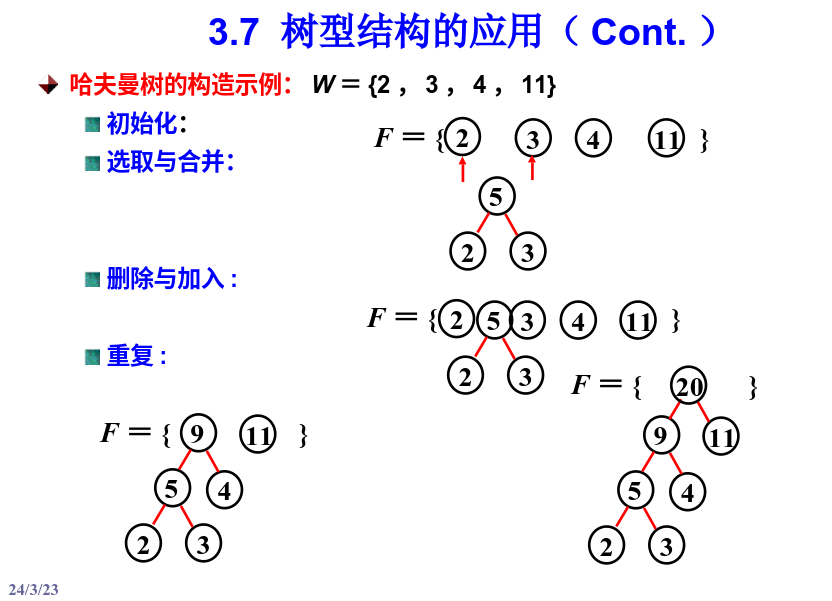 3.7 树型结构的应用（ Cont. ）
哈夫曼树的构造示例： W＝{2 ， 3 ， 4 ， 11}
初始化：
F＝{ 2 3 4 11 }
选取与合并：
5
2 3
删除与加入 :
F＝{ 2 5 3 4 11 }
2 3
重复 :
F＝{ 9 11 }
5 4
2 3
F＝{ 20 }
9 11
5 4
2 3
24/3/23